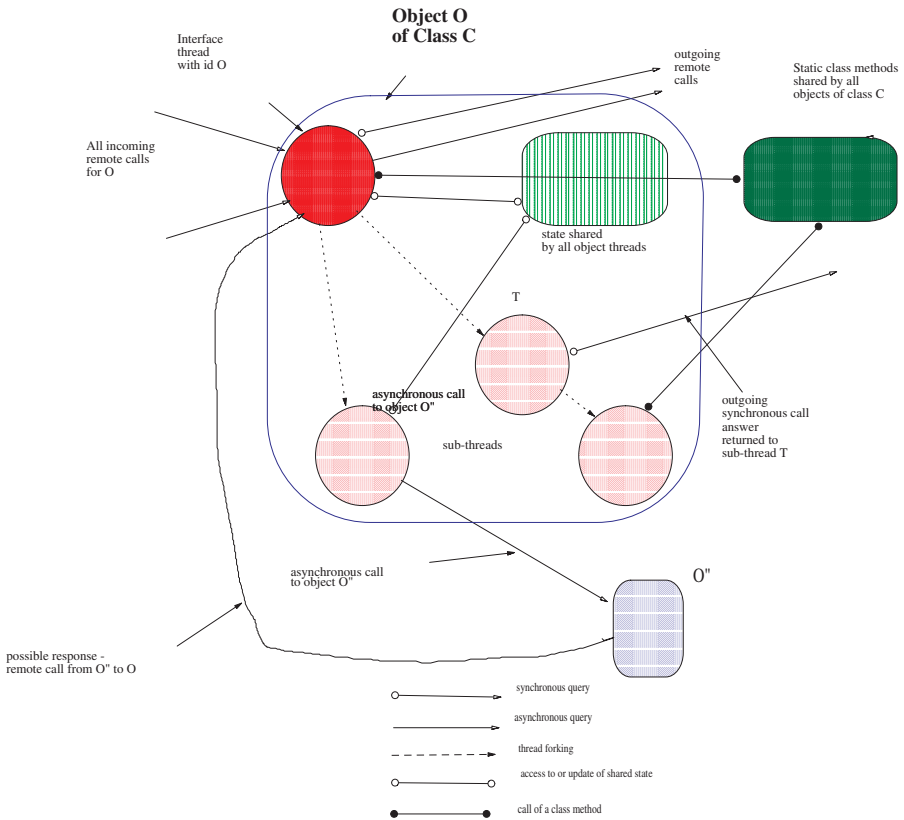 Object O
of Class C
Interface
thread
with id O
outgoing
remote
calls
Static class methods
shared by all
objects of class C
All incoming
remote calls
for O
state shared
by all object threads
T
asynchronous call
to object O"
outgoing
synchronous call
answer
returned to
sub-thread T
sub-threads
asynchronous call
to object O"
O"
possible response -
remote call from O" to O
synchronous query
asynchronous query
thread forking
access to or update of shared state
call of a class method